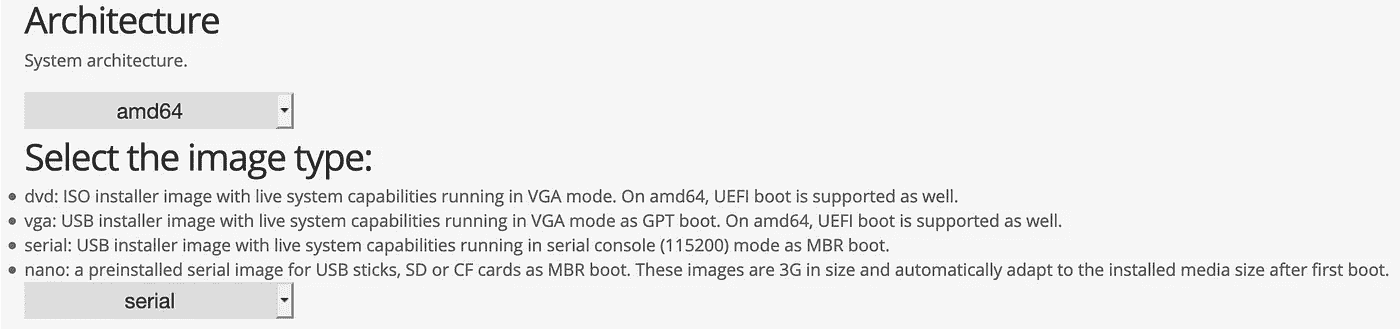 Architecture
System architecture.
amd64
Select the image type:
• dvd: ISO installer image with live system capabilities running in VGA mode. On amd64, UEFI boot is supported as well.
• vga: USB installer image with live system capabilities running in VGA mode as GPT boot. On amd64, UEFI boot is supported as well.
• serial: USB installer image with live system capabilities running in serial console (115200) mode as MBR boot.
• nano: a preinstalled serial image for USB sticks, SD or CF cards as MBR boot. These images are 3G in size and automatically adapt to the installed media size after first boot.
serial